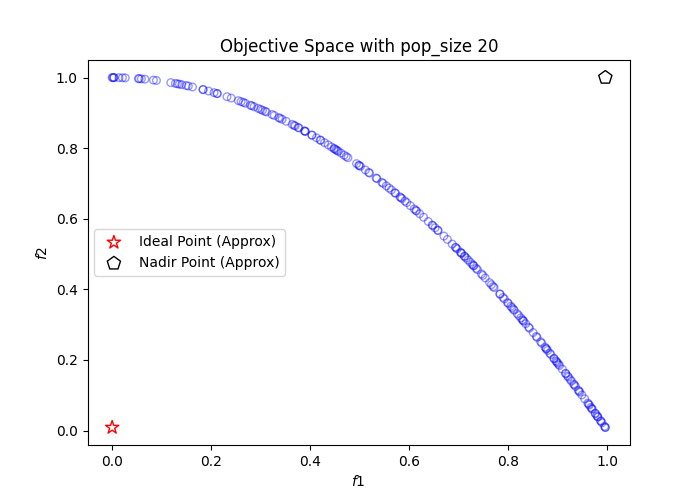 Objective Space with pop_size 20
1.0
0.8
0.6
0.4
0.2
0.0
f2
Ideal Point (Approx)
Nadir Point (Approx)
0.0 0.2 0.4 0.6 0.8 1.0
f1